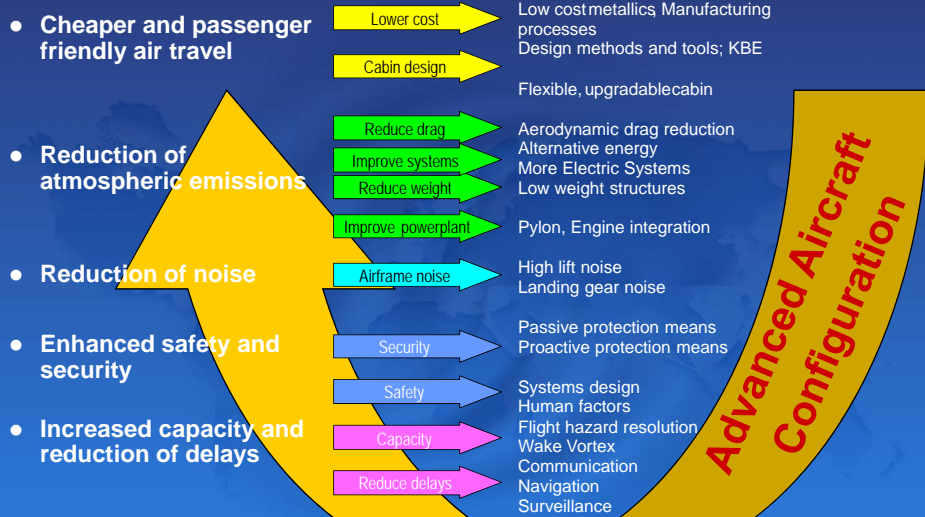 Cheaper and passenger
friendly air travel
Lower cost
Low cost metallics, Manufacturing
processes
Design methods and tools; KBE
Cabin design
Flexible, upgradablecabin
Reduction of
atmospheric emissions
Reduce drag
Aerodynamic drag reduction
Improve systems
Alternative energy
More Electric Systems
Reduce weight
Low weight structures
Improve powerplant
Pylon, Engine integration
Reduction of noise
Airframe noise
High lift noise
Landing gear noise
Enhanced safety and
security
Security
Passive protection means
Proactive protection means
Safety
Systems design
Human factors
Increased capacity and
reduction of delays
Capacity
Flight hazard resolution
Wake Vortex
Reduce delays
Communication
Navigation
Surveillance
Advanced Aircraft
Configuration